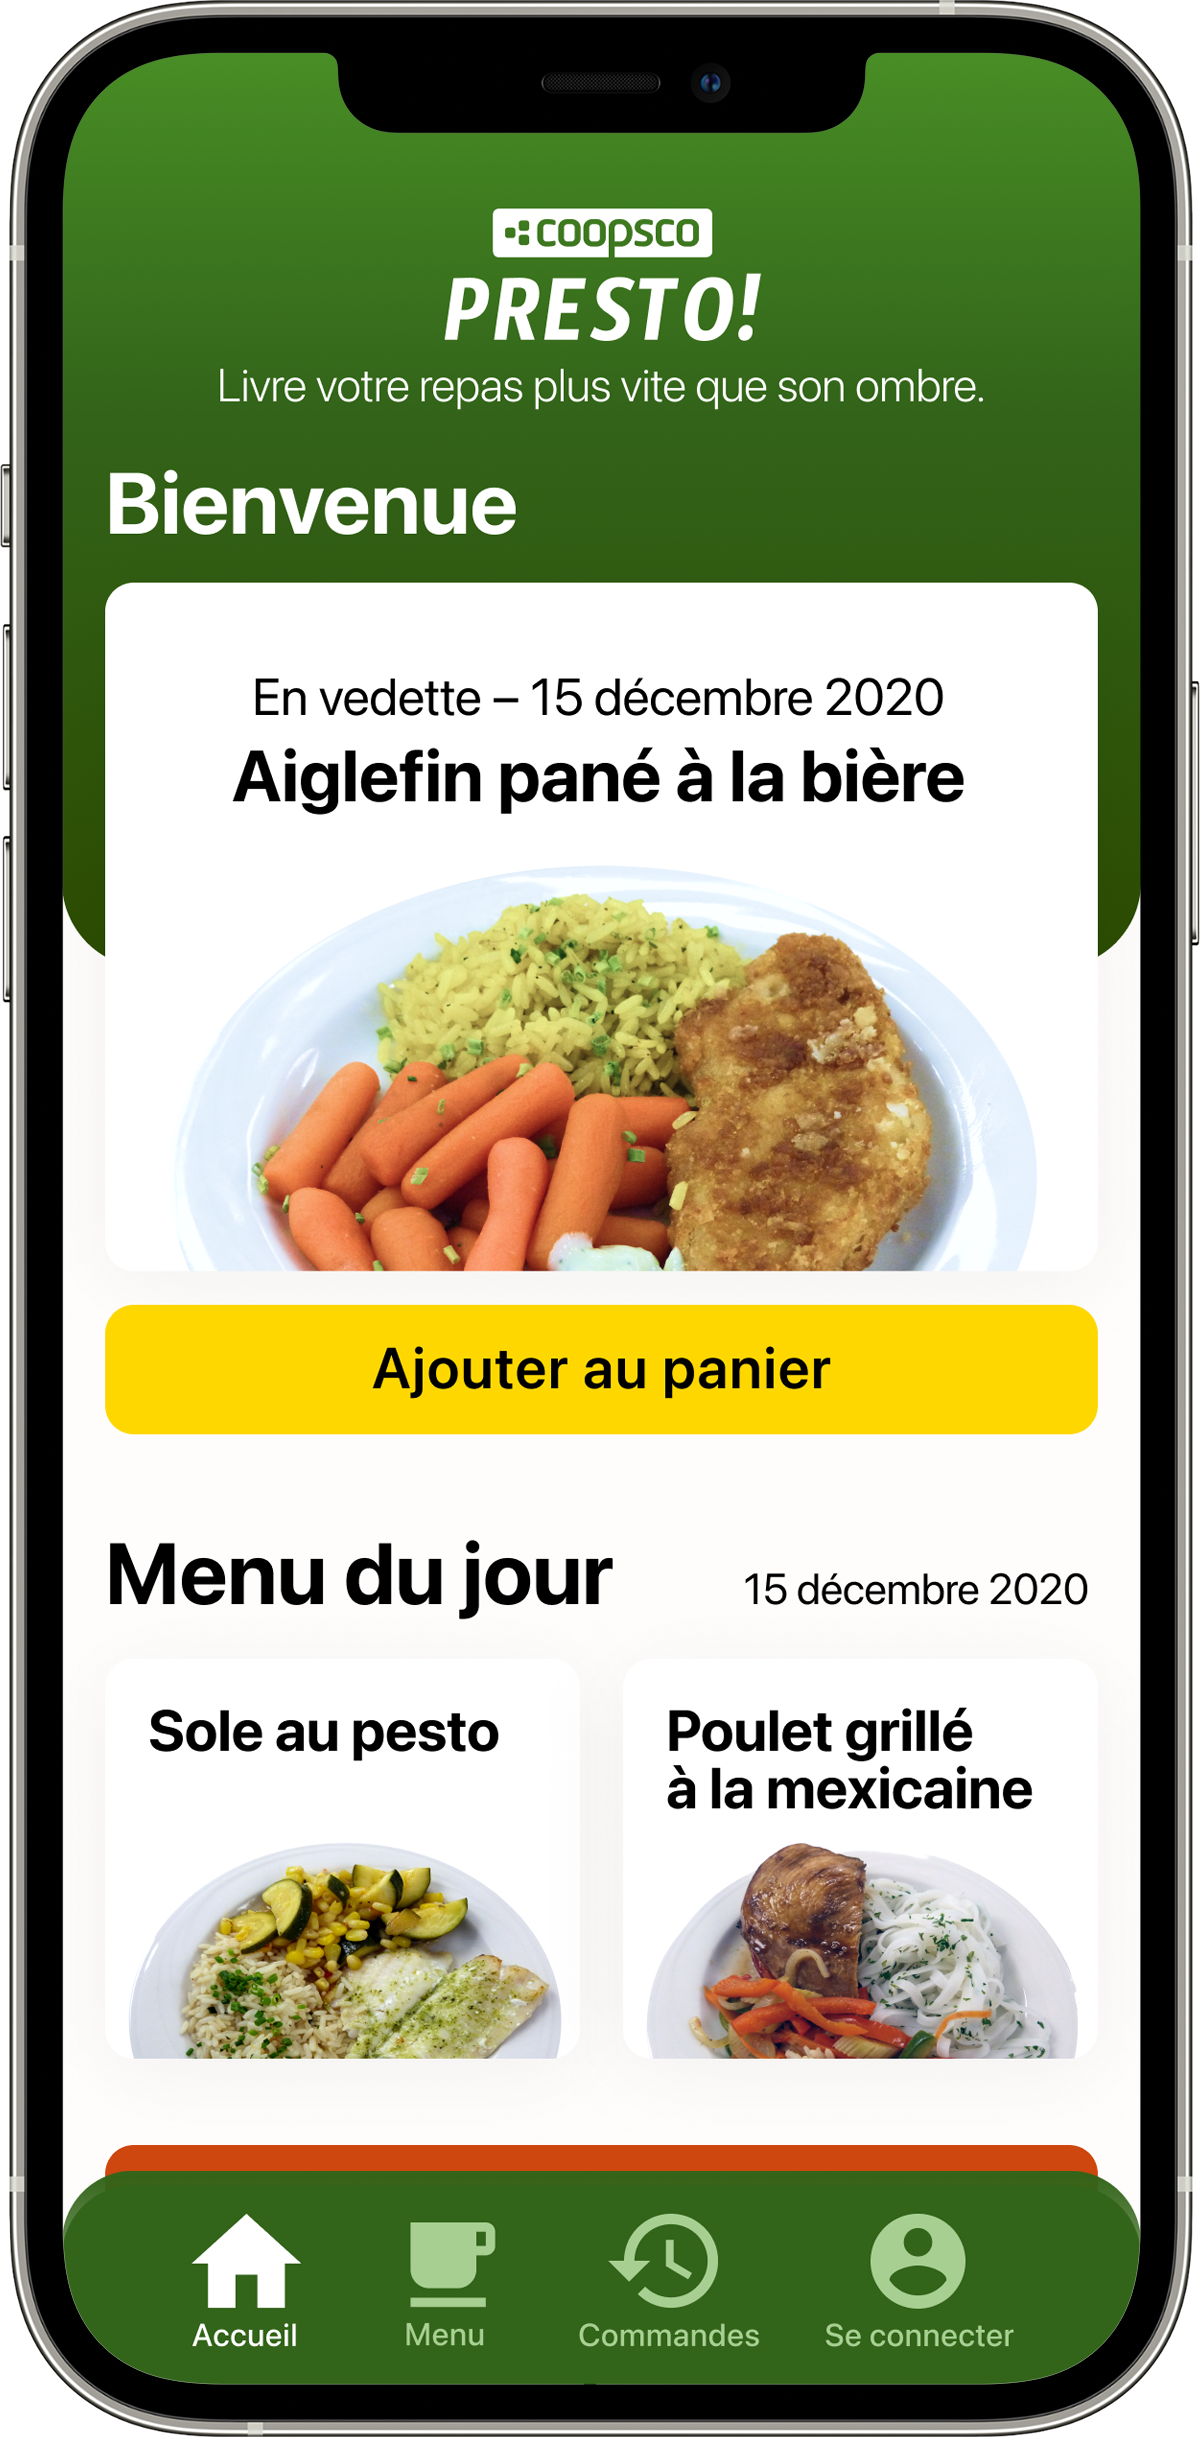 coopsco
PRESTO!
Livre votre repas plus vite que son ombre.
Bienvenue
En vedette – 15 décembre 2020
Aiglefin pané à la bière
Ajouter au panier
Menu du jour
15 décembre 2020
Sole au pesto
Poulet grillé
à la mexicaine
Accueil
Menu
Commandes
Se connecter